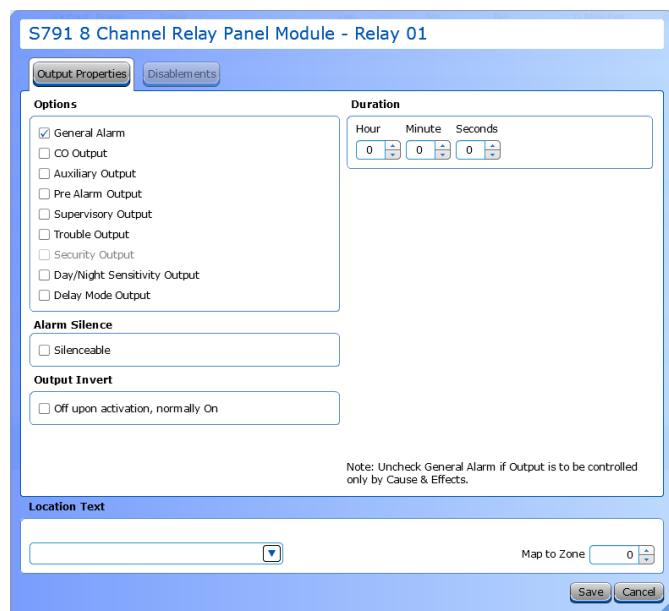 S791 8 Channel Relay Panel Module - Relay 01
Output Properties
Disablements
Options
General Alarm
CO Output
Auxiliary Output
Pre Alarm Output
Supervisory Output
Trouble Output
Security Output
Day/Night Sensitivity Output
Delay Mode Output
Alarm Silence
Silenceable
Output Invert
Off upon activation, normally On
Duration
Hour Minute Seconds
0 0 0
Note: Uncheck General Alarm if Output is to be controlled
only by Cause & Effects.
Location Text
Map to Zone 0
Save Cancel